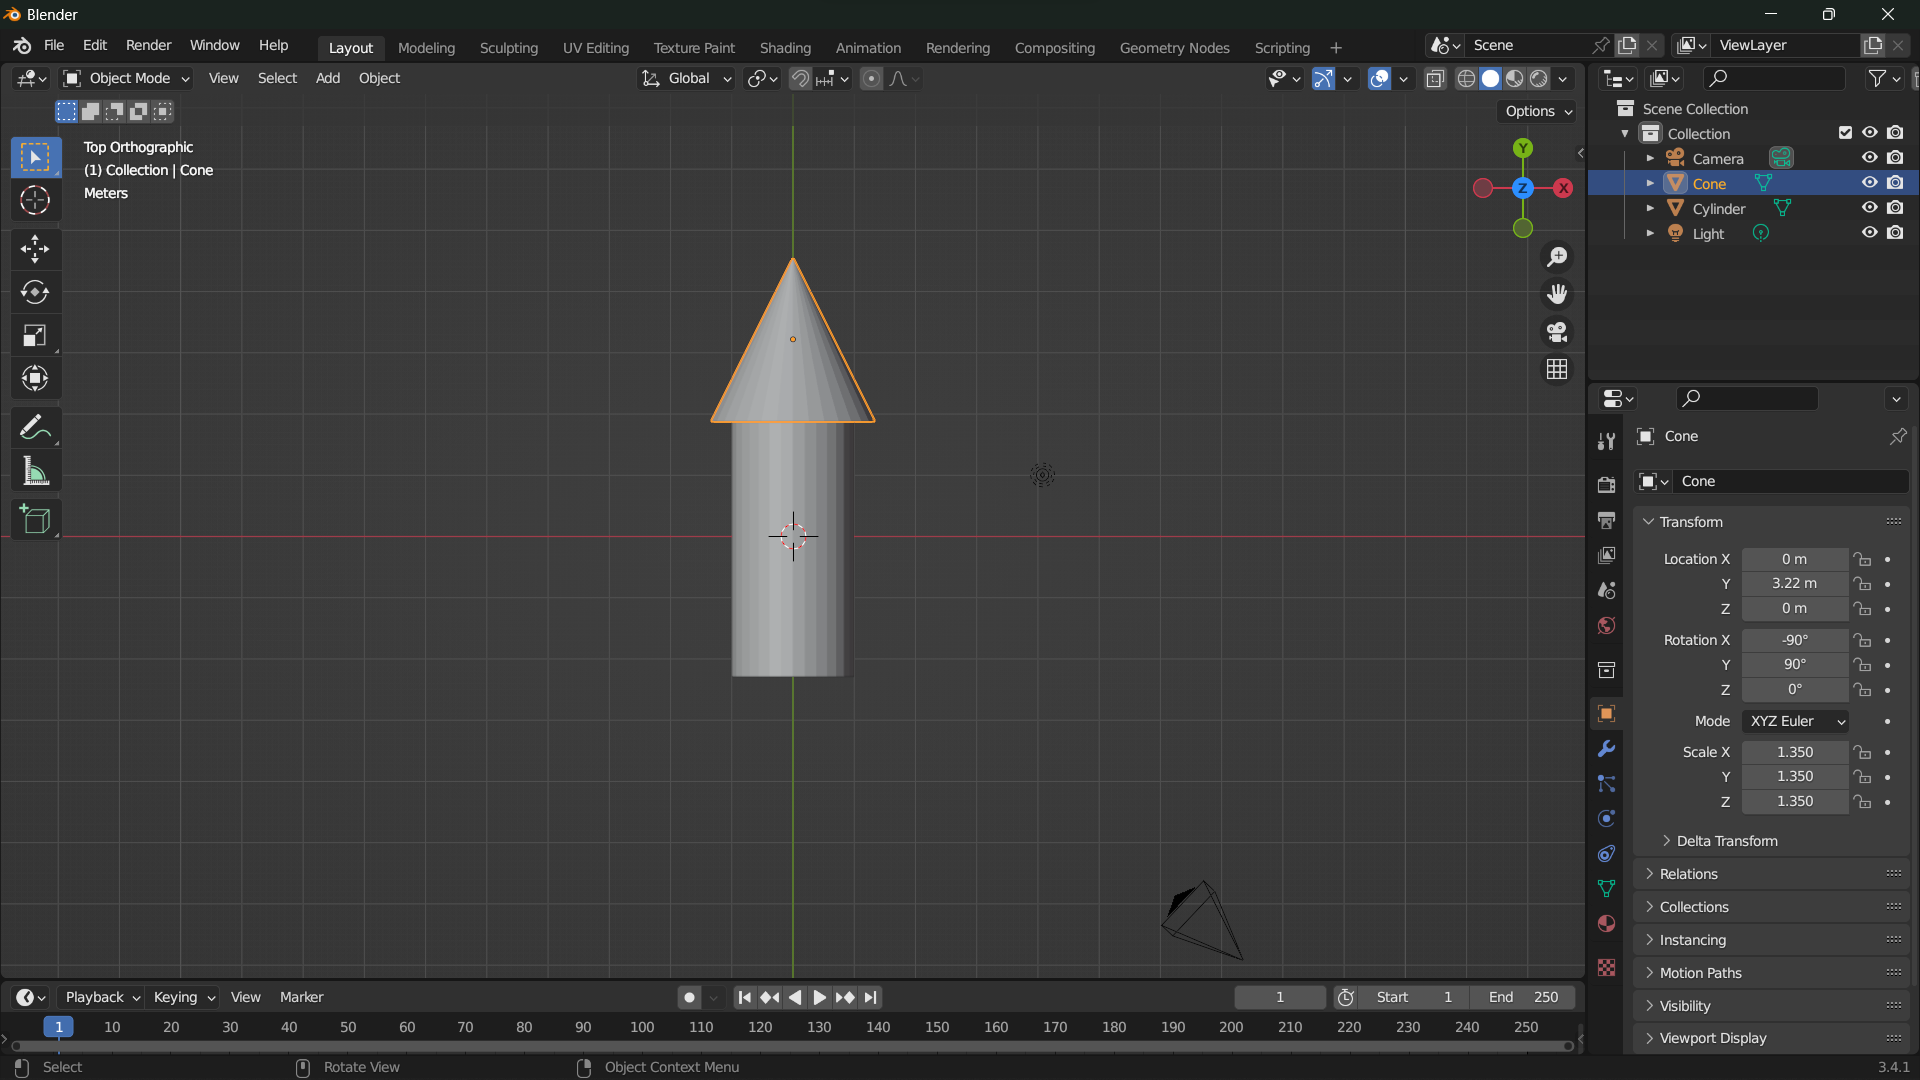 Blender
File Edit Render Window Help
Layout Modeling Sculpting UV Editing Texture Paint Shading Animation Rendering Compositing Geometry Nodes Scripting +
Scene
ViewLayer
Object Mode View Select Add Object
Global
Options
Top Orthographic
(1) Collection | Cone
Meters
Y
Z
X
Scene Collection
Collection
Camera
Cone
Cylinder
Light
Cone
Cone
Transform
Location X 0 m
Y 3.22 m
Z 0 m
Rotation X -90°
Y 90°
Z 0°
Mode XYZ Euler
Scale X 1.350
Y 1.350
Z 1.350
Delta Transform
Relations
Collections
Instancing
Motion Paths
Visibility
Viewport Display
Playback Keying View Marker
1 Start 1 End 250
1 10 20 30 40 50 60 70 80 90 100 110 120 130 140 150 160 170 180 190 200 210 220 230 240 250
Select Rotate View Object Context Menu 3.4.1